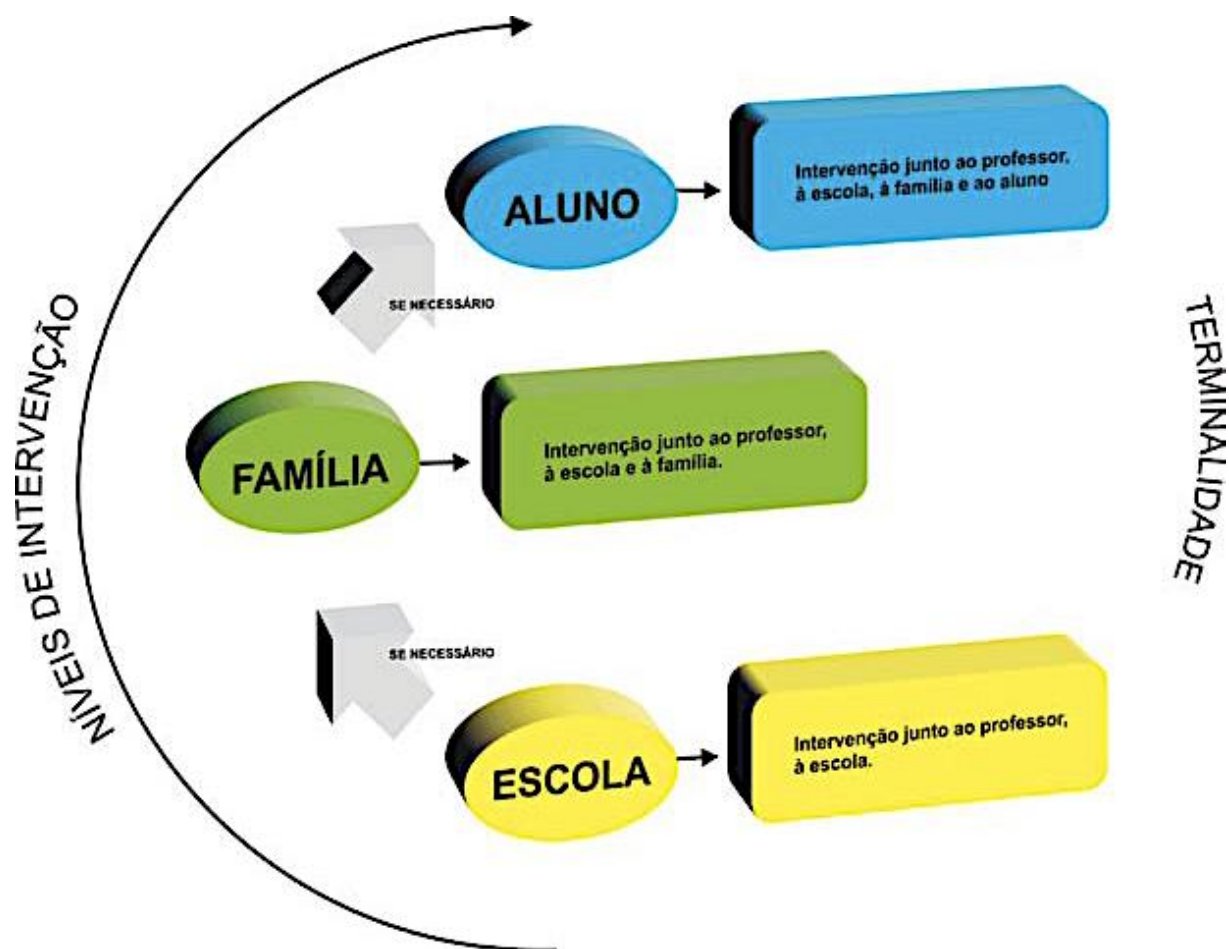 ALUNO
Intervenção junto ao professor,
à escola, à família e ao aluno
SE NECESSÁRIO
NÍVEIS DE INTERVENÇÃO
TERMINALIDADE
FAMÍLIA
Intervenção junto ao professor,
à escola e à família.
SE NECESSÁRIO
ESCOLA
Intervenção junto ao professor,
à escola.